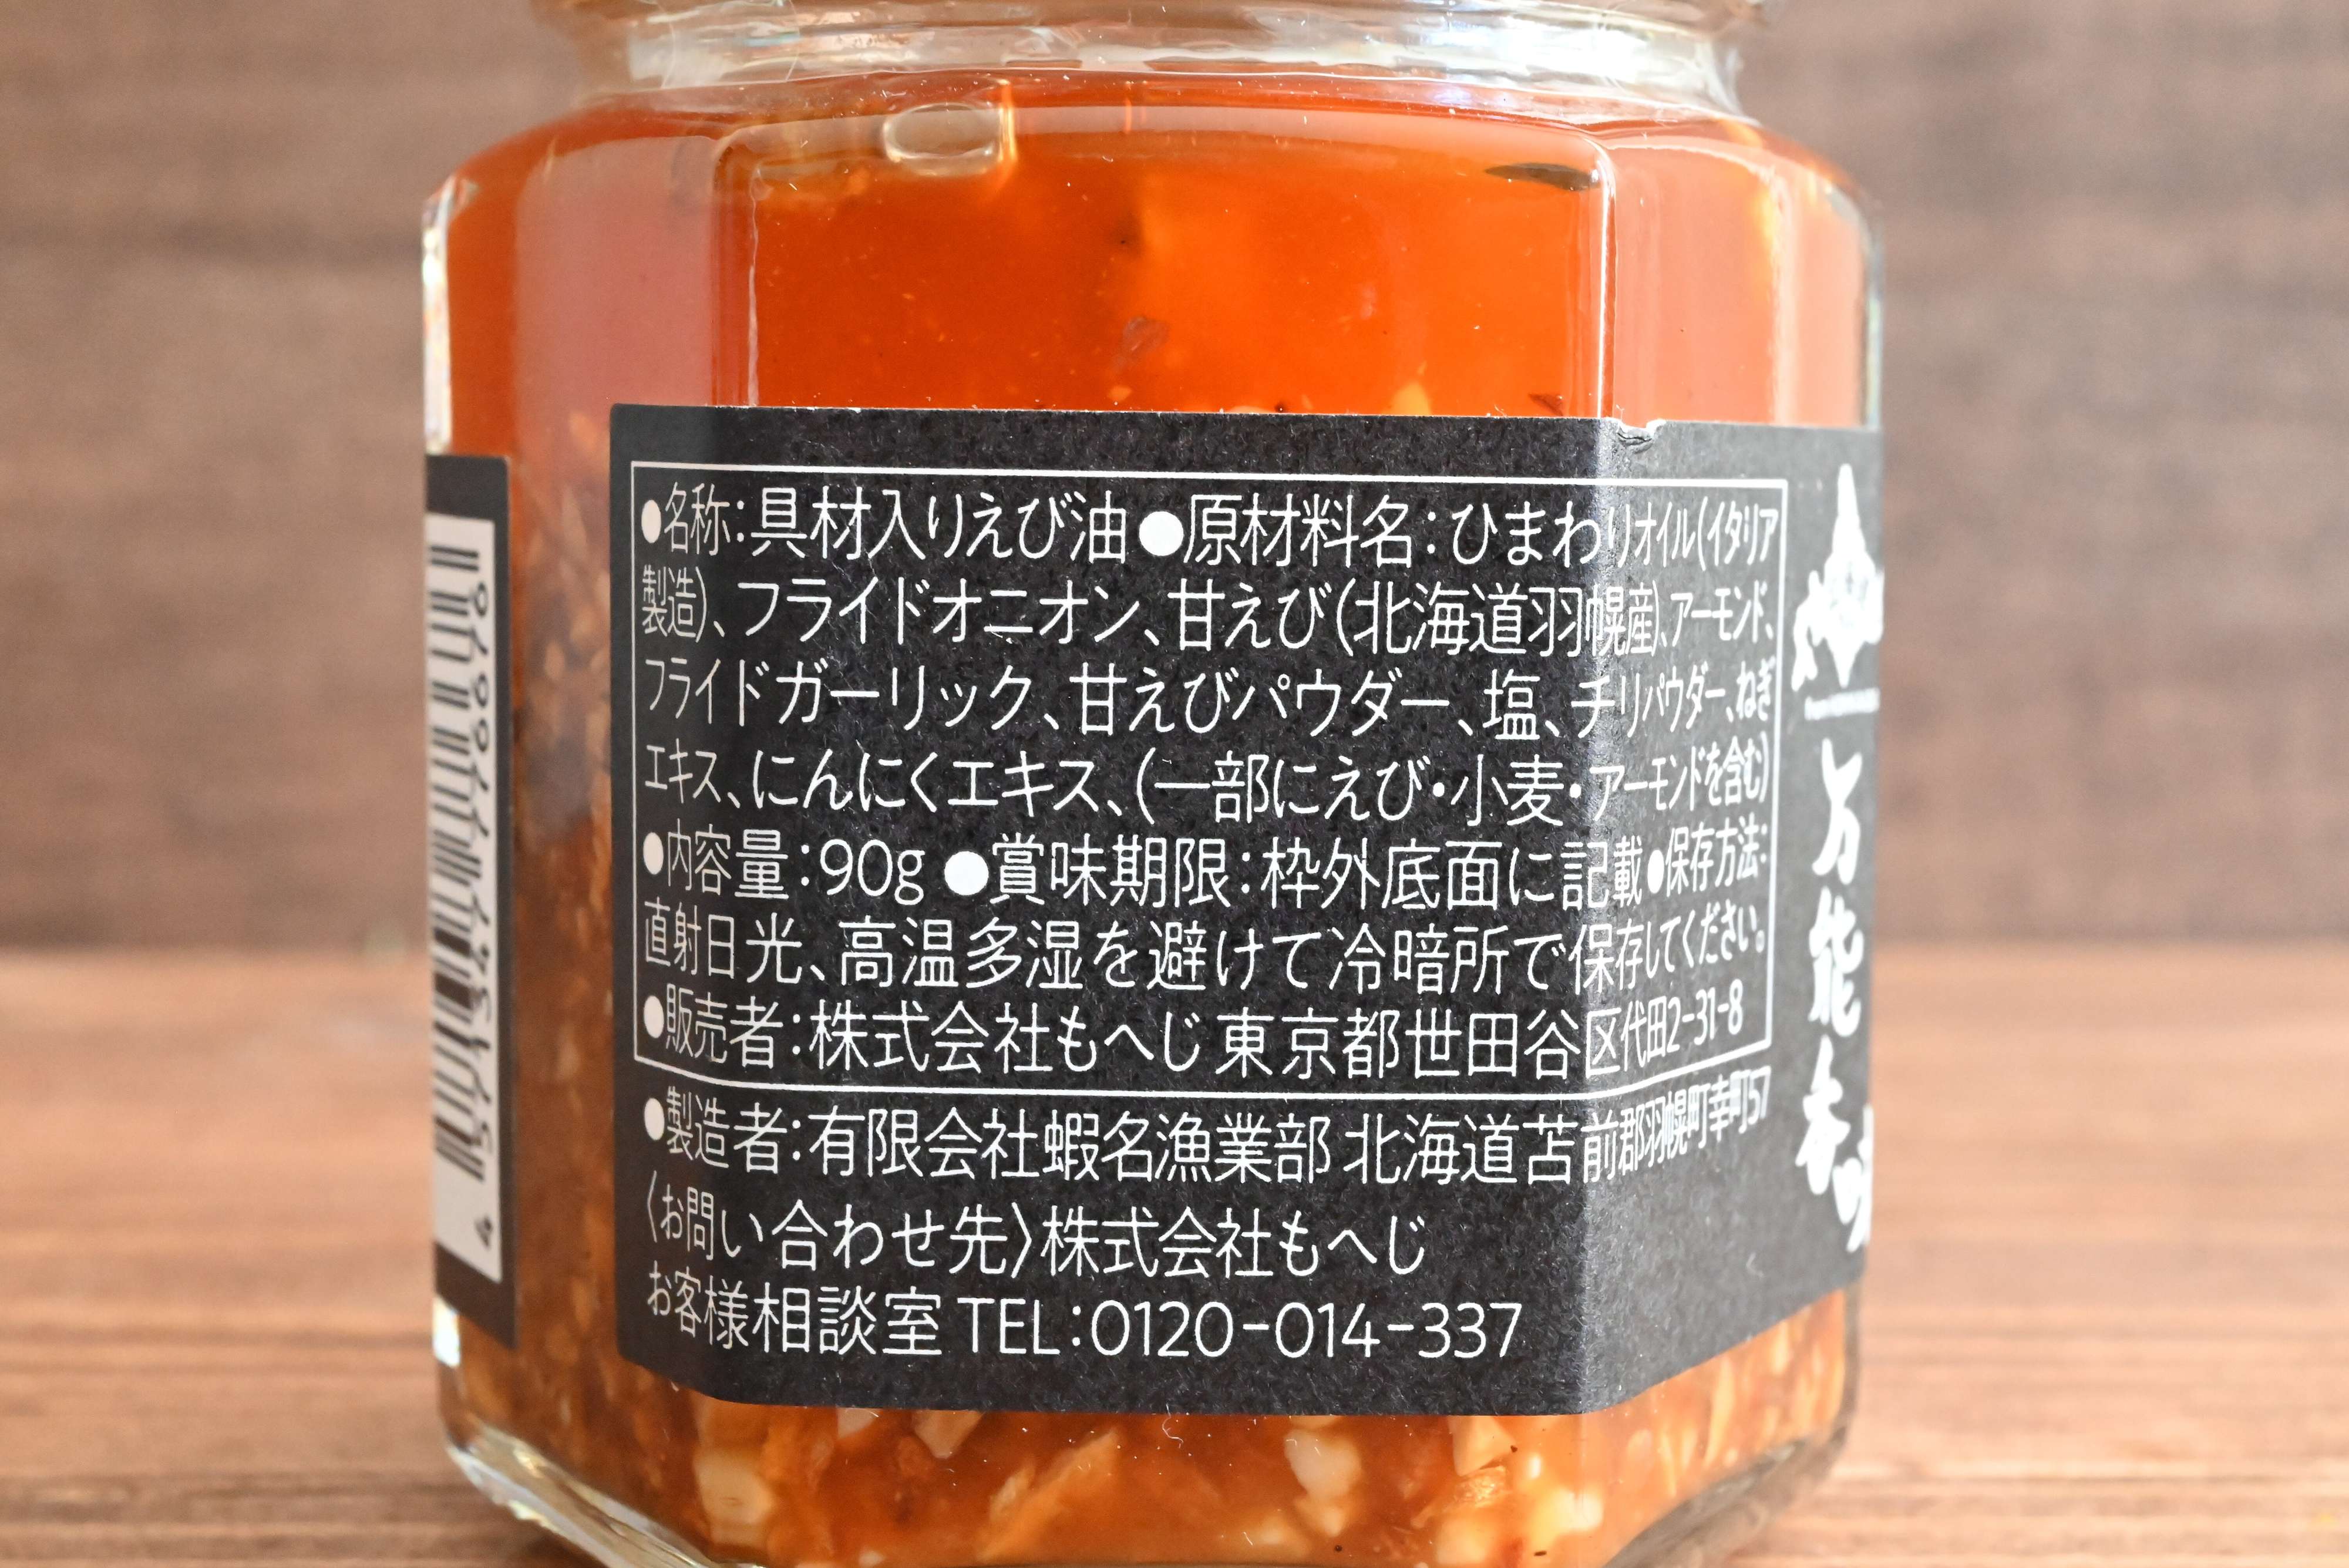 ●名称:具材入りえび油●原材料名:ひまわりオイル(イタリア
製造)、フライドオニオン、甘えび(北海道羽幌産)、アーモンド、
フライドガーリック、甘えびパウダー、塩、チリパウダー、ねぎ
エキス、にんにくエキス、(一部にえび・小麦・アーモンドを含む)
●内容量:90g ●賞味期限:枠外底面に記載●保存方法:
直射日光、高温多湿を避けて冷暗所で保存してください。
●販売者:株式会社もへじ 東京都世田谷区代田2-31-8
●製造者:有限会社蝦名漁業部 北海道苫前郡羽幌町幸町57
〈お問い合わせ先〉株式会社もへじ
お客様相談室 TEL:0120-014-337
万能